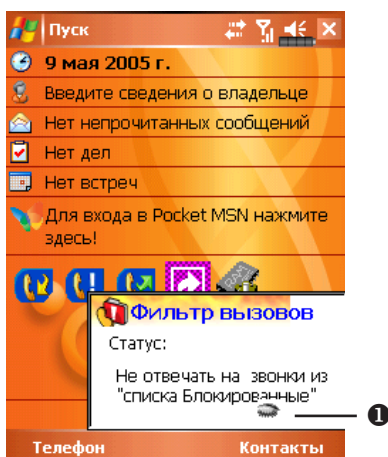 Пуск
9 мая 2005 г.
Введите сведения о владельце
Нет непрочитанных сообщений
Нет дел
Нет встреч
Для входа в Pocket MSN нажмите
здесь!
Фильтр вызовов
Статус:
Не отвечать на звонки из
"списка Блокированные"
❶
Телефон Контакты